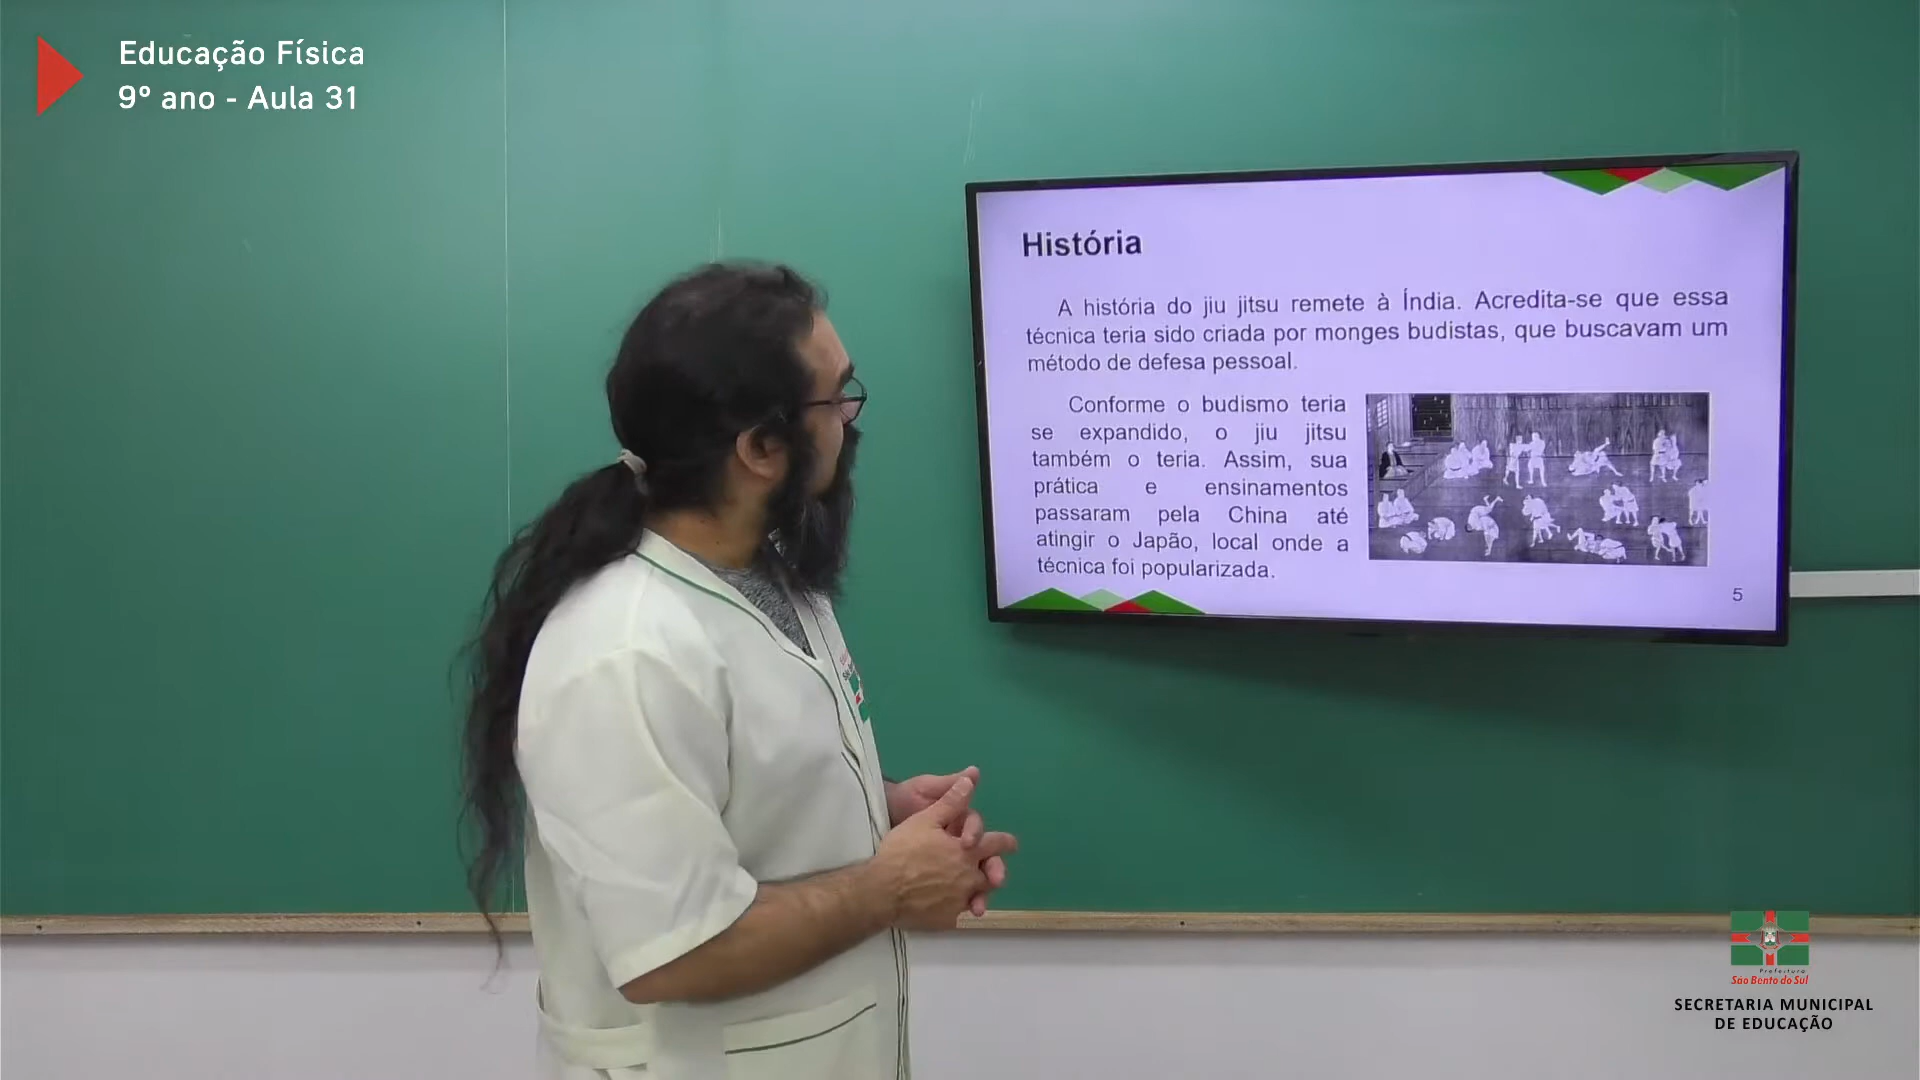 Educação Física
9º ano - Aula 31
História
A história do jiu jitsu remete à Índia. Acredita-se que essa
técnica teria sido criada por monges budistas, que buscavam um
método de defesa pessoal.
Conforme o budismo teria
se expandido, o jiu jitsu
também o teria. Assim, sua
prática e ensinamentos
passaram pela China até
atingir o Japão, local onde a
técnica foi popularizada.
5
Prefeitura
São Bento do Sul
SECRETARIA MUNICIPAL
DE EDUCAÇÃO